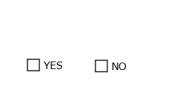 ☐ YES ☐ NO